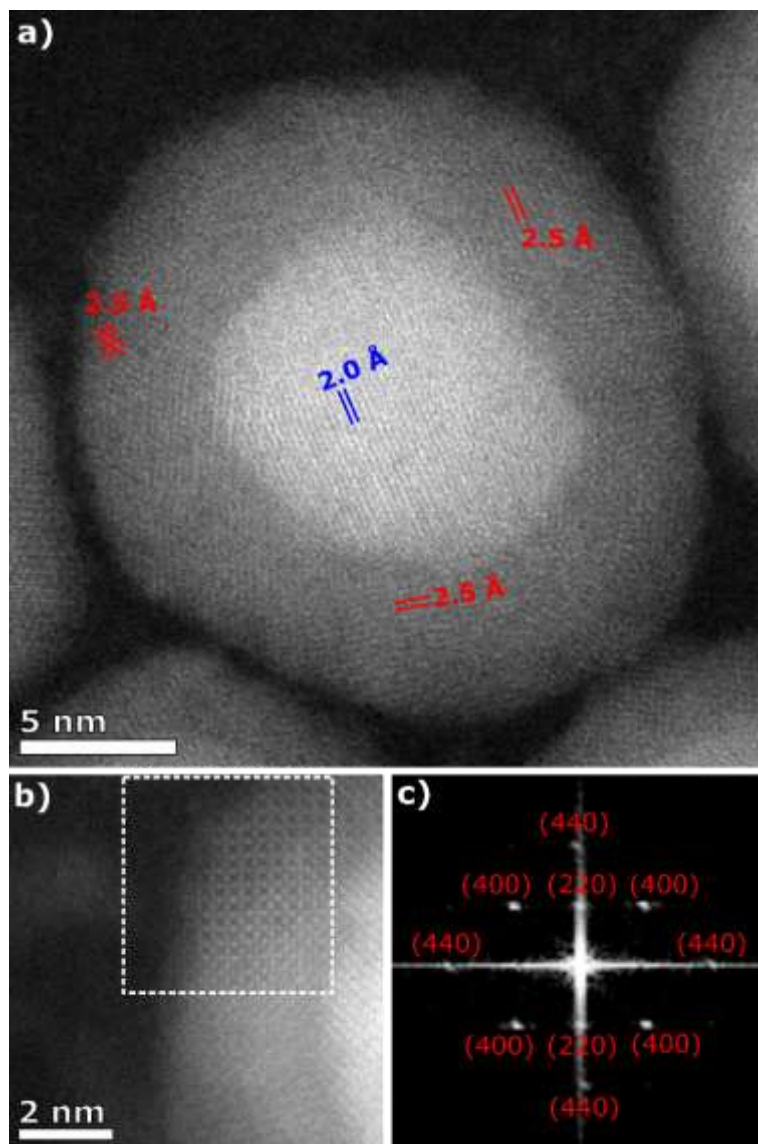 a)
2.5 Å
Å
2.0 Å
2.5 Å
5 nm
b)
2 nm
c)
(440)
(400) (220) (400)
(440) (440)
(400) (220) (400)
(440)